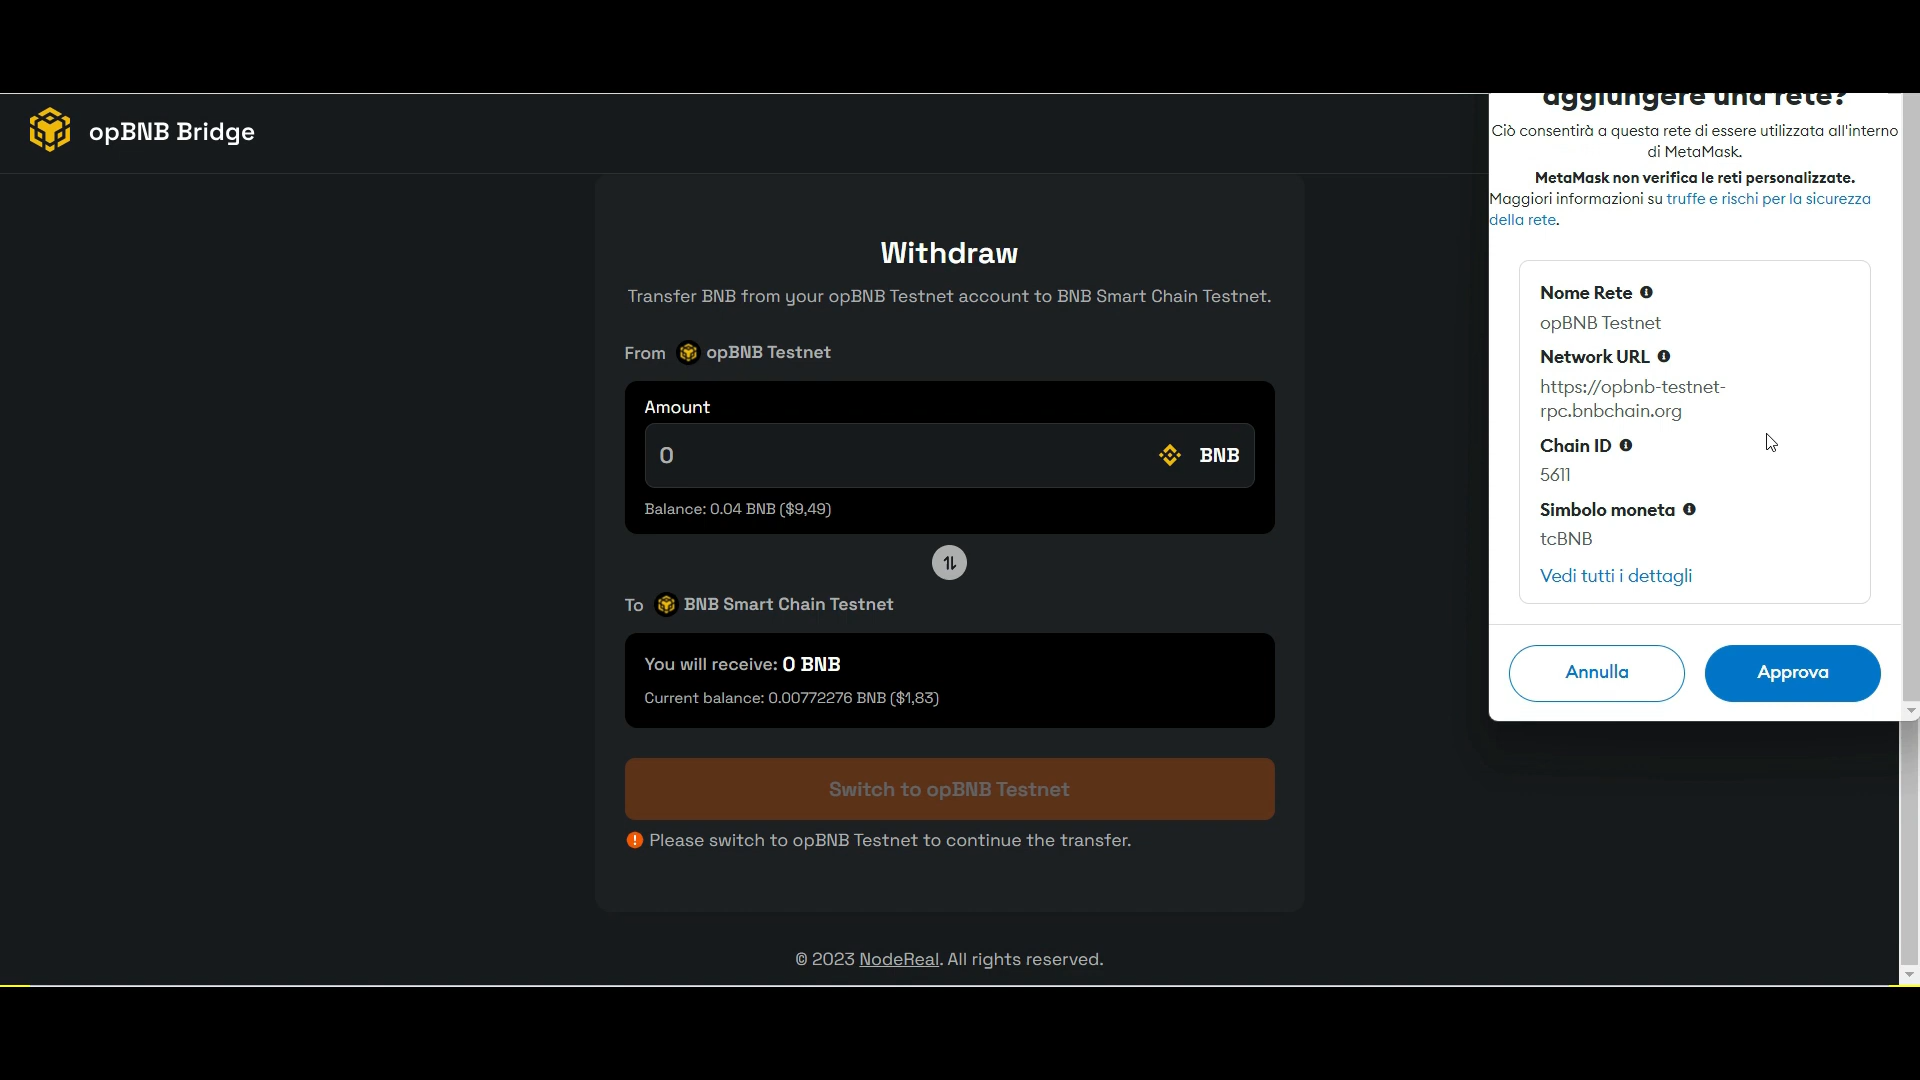 opBNB Bridge
Withdraw
Transfer BNB from your opBNB Testnet account to BNB Smart Chain Testnet.
From opBNB Testnet
Amount
0 BNB
Balance: 0.04 BNB ($9,49)
To BNB Smart Chain Testnet
You will receive: 0 BNB
Current balance: 0.00772276 BNB ($1,83)
Switch to opBNB Testnet
Please switch to opBNB Testnet to continue the transfer.
© 2023 NodeReal. All rights reserved.
aggiungere una rete?
Ciò consentirà a questa rete di essere utilizzata all'interno
di MetaMask.
MetaMask non verifica le reti personalizzate.
Maggiori informazioni su truffe e rischi per la sicurezza
della rete.
Nome Rete
opBNB Testnet
Network URL
https://opbnb-testnet-
rpc.bnbchain.org
Chain ID
5611
Simbolo moneta
tcBNB
Vedi tutti i dettagli
Annulla
Approva